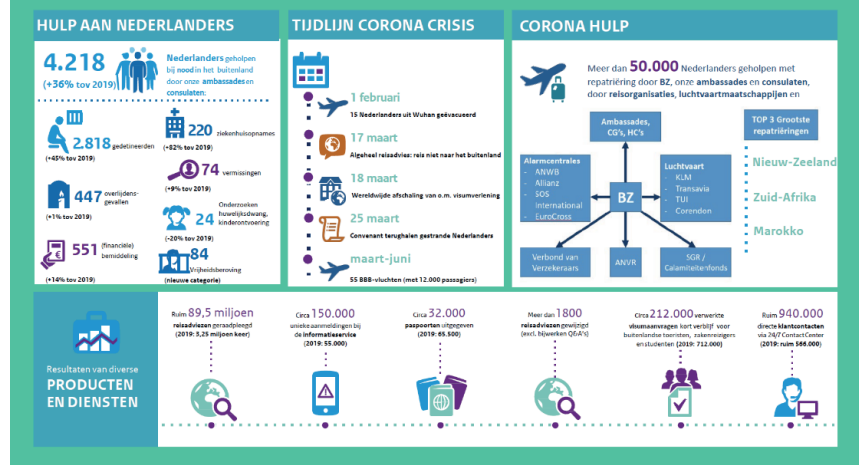 HULP AAN NEDERLANDERS
4.218
(+36% tov 2019)
Nederlanders geholpen
bij nood in het buitenland
door onze ambassades en
consulaten:
2.818 gedetineerden
(+45% tov 2019)
220 ziekenhuisopnames
(+82% tov 2019)
74 vermissingen
(+9% tov 2019)
447 overlijdens-
gevallen
(+1% tov 2019)
Onderzoeken
huwelijksdwang,
kinderontvoering
24
(-20% tov 2019)
551 (financiële)
bemiddeling
(+14% tov 2019)
84
Vrijheidsberoving
(nieuwe categorie)
TIJDLIJN CORONA CRISIS
1 februari
15 Nederlanders uit Wuhan geëvacueerd
17 maart
Algeheel reisadvies: reis niet naar het buitenland
18 maart
Wereldwijde afschaling van o.m. visumverlening
25 maart
Convenant terughalen gestrande Nederlanders
maart-juni
55 BBB-vluchten (met 12.000 passagiers)
CORONA HULP
Meer dan 50.000 Nederlanders geholpen met
repatriëring door BZ, onze ambassades en consulaten,
door reisorganisaties, luchtvaartmaatschappijen en
Ambassades,
CG's, HC's
Alarmcentrales
- ANWB
- Allianz
- SOS
International
- EuroCross
BZ
Luchtvaart
- KLM
- Transavia
- TUI
- Corendon
Verbond van
Verzekeraars
ANVR
SGR /
Calamiteitenfonds
TOP 3 Grootste
repatriëringen
Nieuw-Zeeland
Zuid-Afrika
Marokko
Resultaten van diverse
PRODUCTEN
EN DIENSTEN
Ruim 89,5 miljoen
reisadviezen geraadpleegd
(2019: 3,25 miljoen keer)
Circa 150.000
unieke aanmeldingen bij
de informatieservice
(2019: 55.000)
Circa 32.000
paspoorten uitgegeven
(2019: 65.500)
Meer dan 1800
reisadviezen gewijzigd
(excl. bijwerken Q&A's)
Circa 212.000 verwerkte
visumaanvragen kort verblijf voor
buitenlandse toeristen, zakenreizigers
en studenten (2019: 712.000)
Ruim 940.000
directe klantcontacten
via 24/7 ContactCenter
(2019: ruim 566.000)